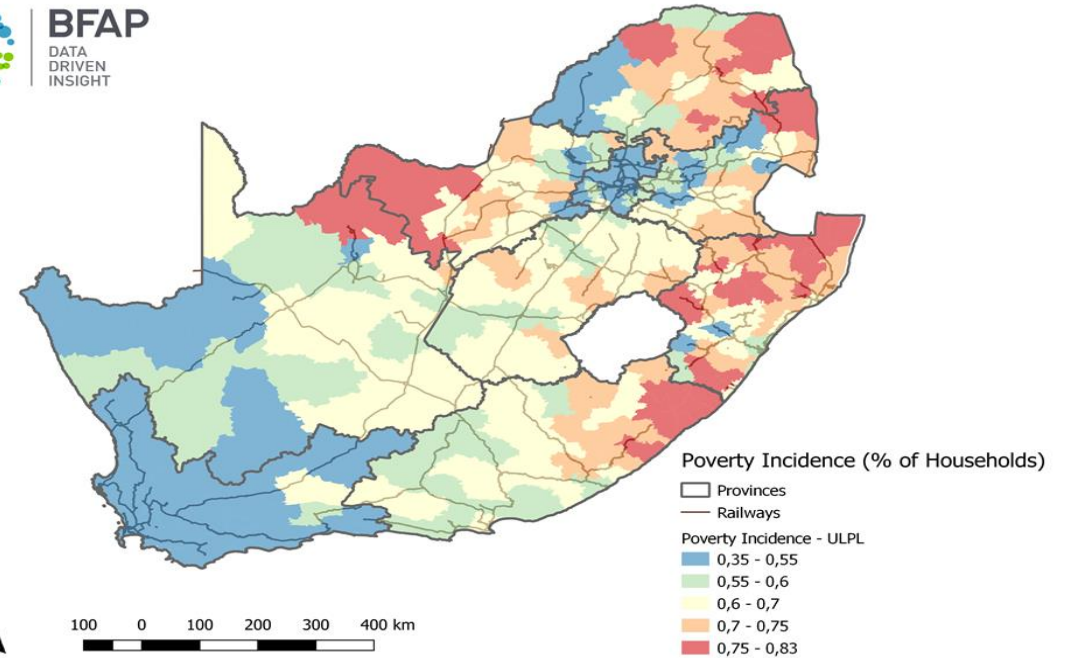 BFAP
DATA
DRIVEN
INSIGHT
Poverty Incidence (% of Households)
Provinces
Railways
Poverty Incidence - ULPL
0,35 - 0,55
0,55 - 0,6
0,6 - 0,7
0,7 - 0,75
0,75 - 0,83
100 0 100 200 300 400 km